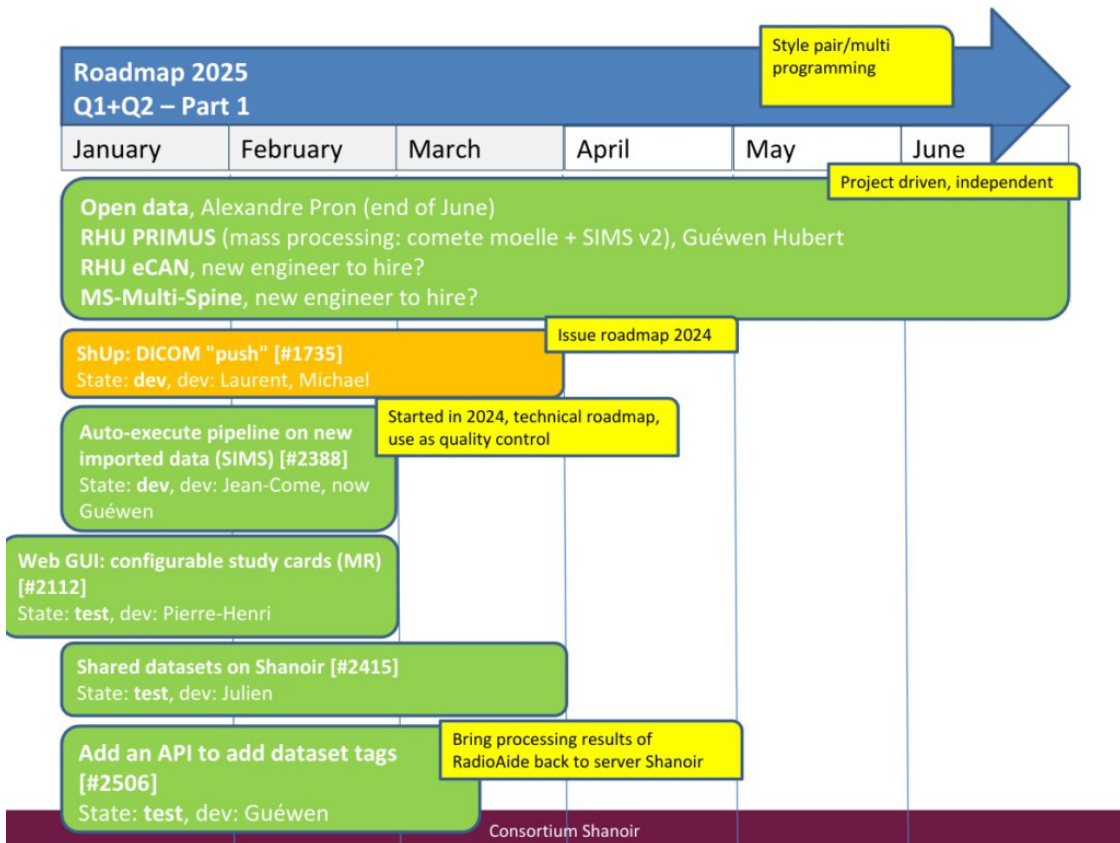 Style pair/multi
programming
Roadmap 2025
Q1+Q2 – Part 1
January
February
March
April
May
June
Project driven, independent
Open data, Alexandre Pron (end of June)
RHU PRIMUS (mass processing: comete moelle + SIMS v2), Guéwen Hubert
RHU eCAN, new engineer to hire?
MS-Multi-Spine, new engineer to hire?
Issue roadmap 2024
ShUp: DICOM "push" [#1735]
State: dev, dev: Laurent, Michael
Started in 2024, technical roadmap,
use as quality control
Auto-execute pipeline on new
imported data (SIMS) [#2388]
State: dev, dev: Jean-Come, now
Guéwen
Web GUI: configurable study cards (MR)
[#2112]
State: test, dev: Pierre-Henri
Shared datasets on Shanoir [#2415]
State: test, dev: Julien
Bring processing results of
RadioAide back to server Shanoir
Add an API to add dataset tags
[#2506]
State: test, dev: Guéwen
Consortium Shanoir